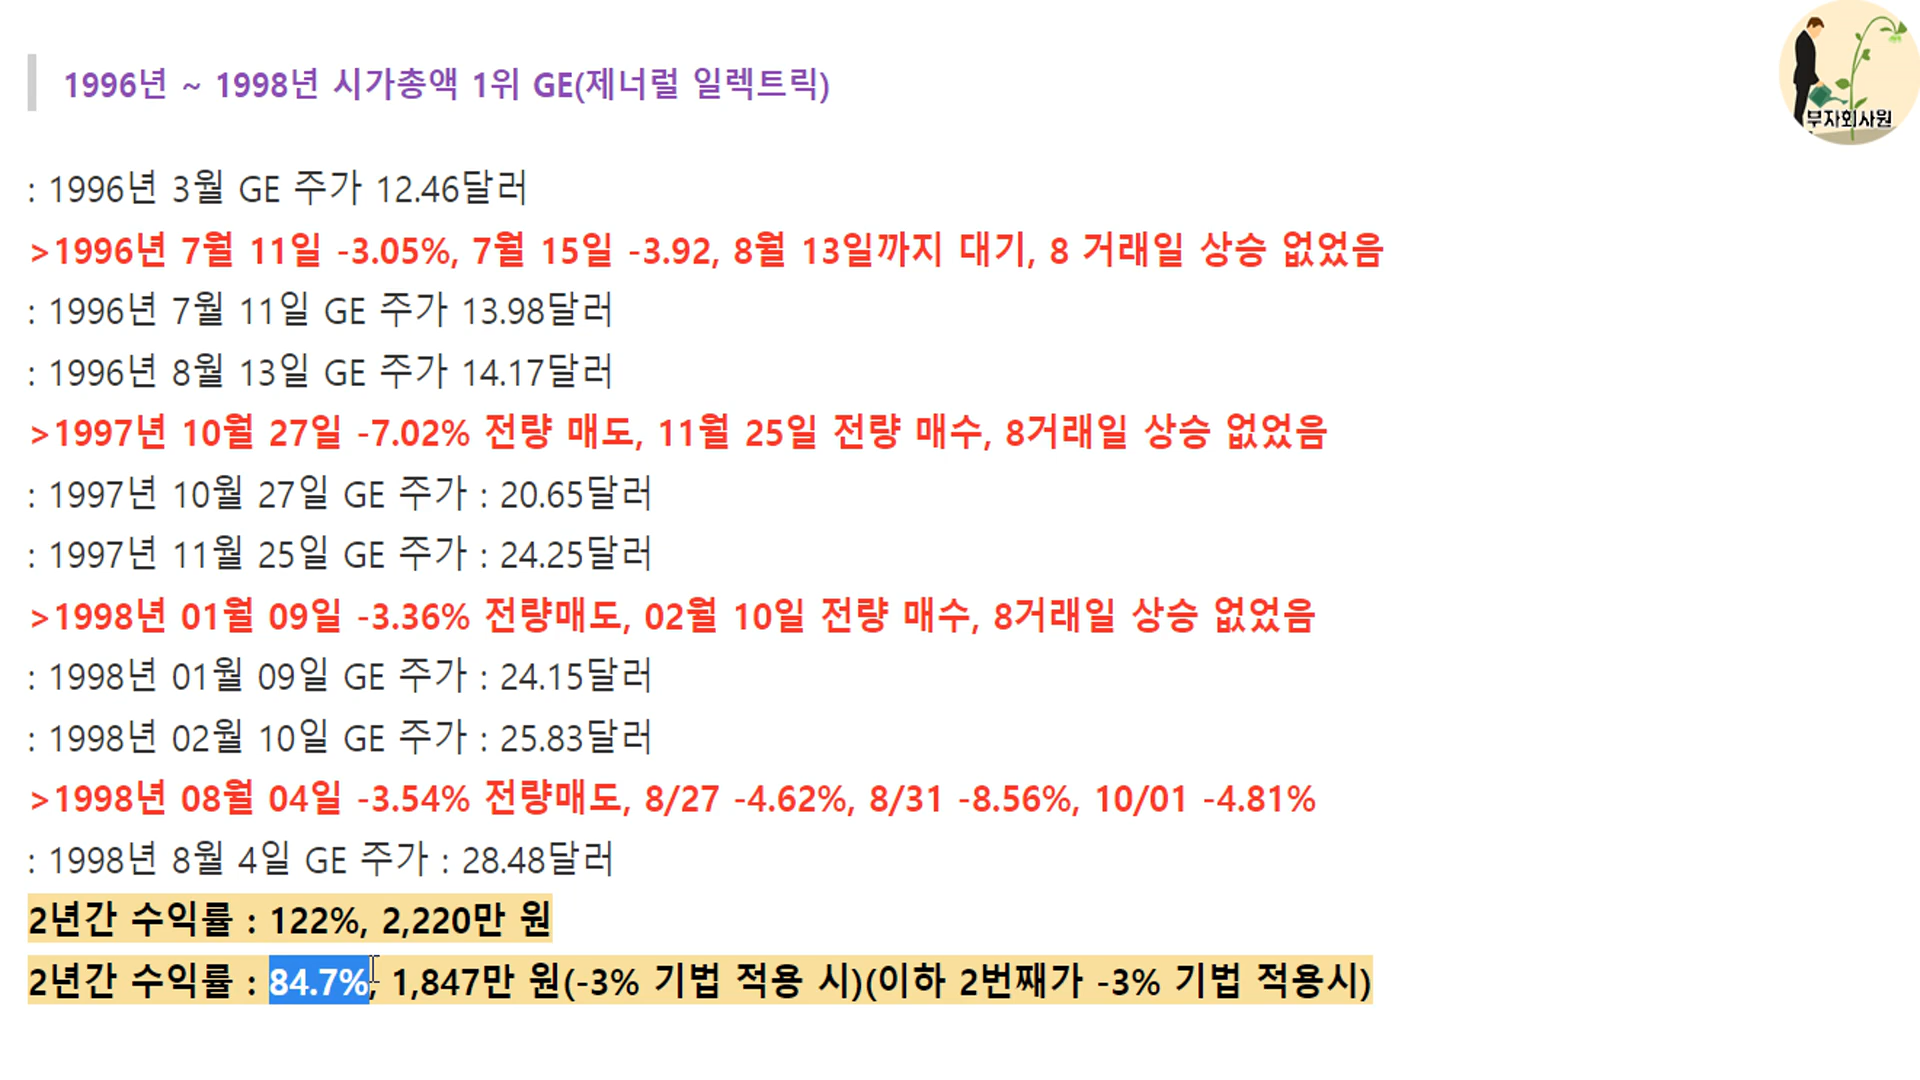 1996년 ~ 1998년 시가총액 1위 GE(제너럴 일렉트릭)
부자회사원
: 1996년 3월 GE 주가 12.46달러
>1996년 7월 11일 -3.05%, 7월 15일 -3.92, 8월 13일까지 대기, 8 거래일 상승 없었음
: 1996년 7월 11일 GE 주가 13.98달러
: 1996년 8월 13일 GE 주가 14.17달러
>1997년 10월 27일 -7.02% 전량 매도, 11월 25일 전량 매수, 8거래일 상승 없었음
: 1997년 10월 27일 GE 주가 : 20.65달러
: 1997년 11월 25일 GE 주가 : 24.25달러
>1998년 01월 09일 -3.36% 전량매도, 02월 10일 전량 매수, 8거래일 상승 없었음
: 1998년 01월 09일 GE 주가 : 24.15달러
: 1998년 02월 10일 GE 주가 : 25.83달러
>1998년 08월 04일 -3.54% 전량매도, 8/27 -4.62%, 8/31 -8.56%, 10/01 -4.81%
: 1998년 8월 4일 GE 주가 : 28.48달러
2년간 수익률 : 122%, 2,220만 원
2년간 수익률 : 84.7%, 1,847만 원(-3% 기법 적용 시)(이하 2번째가 -3% 기법 적용시)